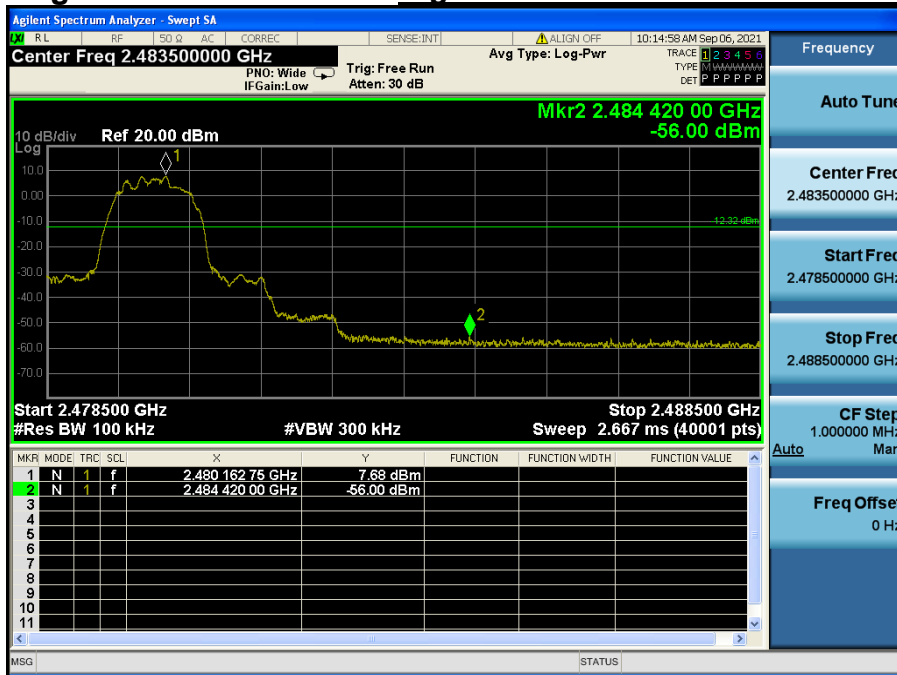 Agilent Spectrum Analyzer - Swept SA
LXI RL RF 50 Ω AC CORREC SENSE:INT ALIGN OFF 10:14:58 AM Sep 06, 2021
Center Freq 2.483500000 GHz
PNO: Wide
IFGain:Low
Trig: Free Run
Atten: 30 dB
Avg Type: Log-Pwr
TRACE 1 2 3 4 5 6
TYPE M WWWWW
DET P P P P P P
Mkr2 2.484 420 00 GHz
-56.00 dBm
10 dB/div Ref 20.00 dBm
Log
1
10.0
0.00
-10.0
-12.32 dBm
-20.0
-30.0
-40.0
2
-50.0
-60.0
-70.0
Start 2.478500 GHz Stop 2.488500 GHz
#Res BW 100 kHz #VBW 300 kHz Sweep 2.667 ms (40001 pts)
MKR MODE TRC SCL X Y FUNCTION FUNCTION WIDTH FUNCTION VALUE
1 N 1 f 2.480 162 75 GHz 7.68 dBm
2 N 1 f 2.484 420 00 GHz -56.00 dBm
3
4
5
6
7
8
9
10
11
MSG STATUS
Frequency
Auto Tune
Center Freq
2.483500000 GHz
Start Freq
2.478500000 GHz
Stop Freq
2.488500000 GHz
CF Step
1.000000 MHz
Auto Man
Freq Offset
0 Hz